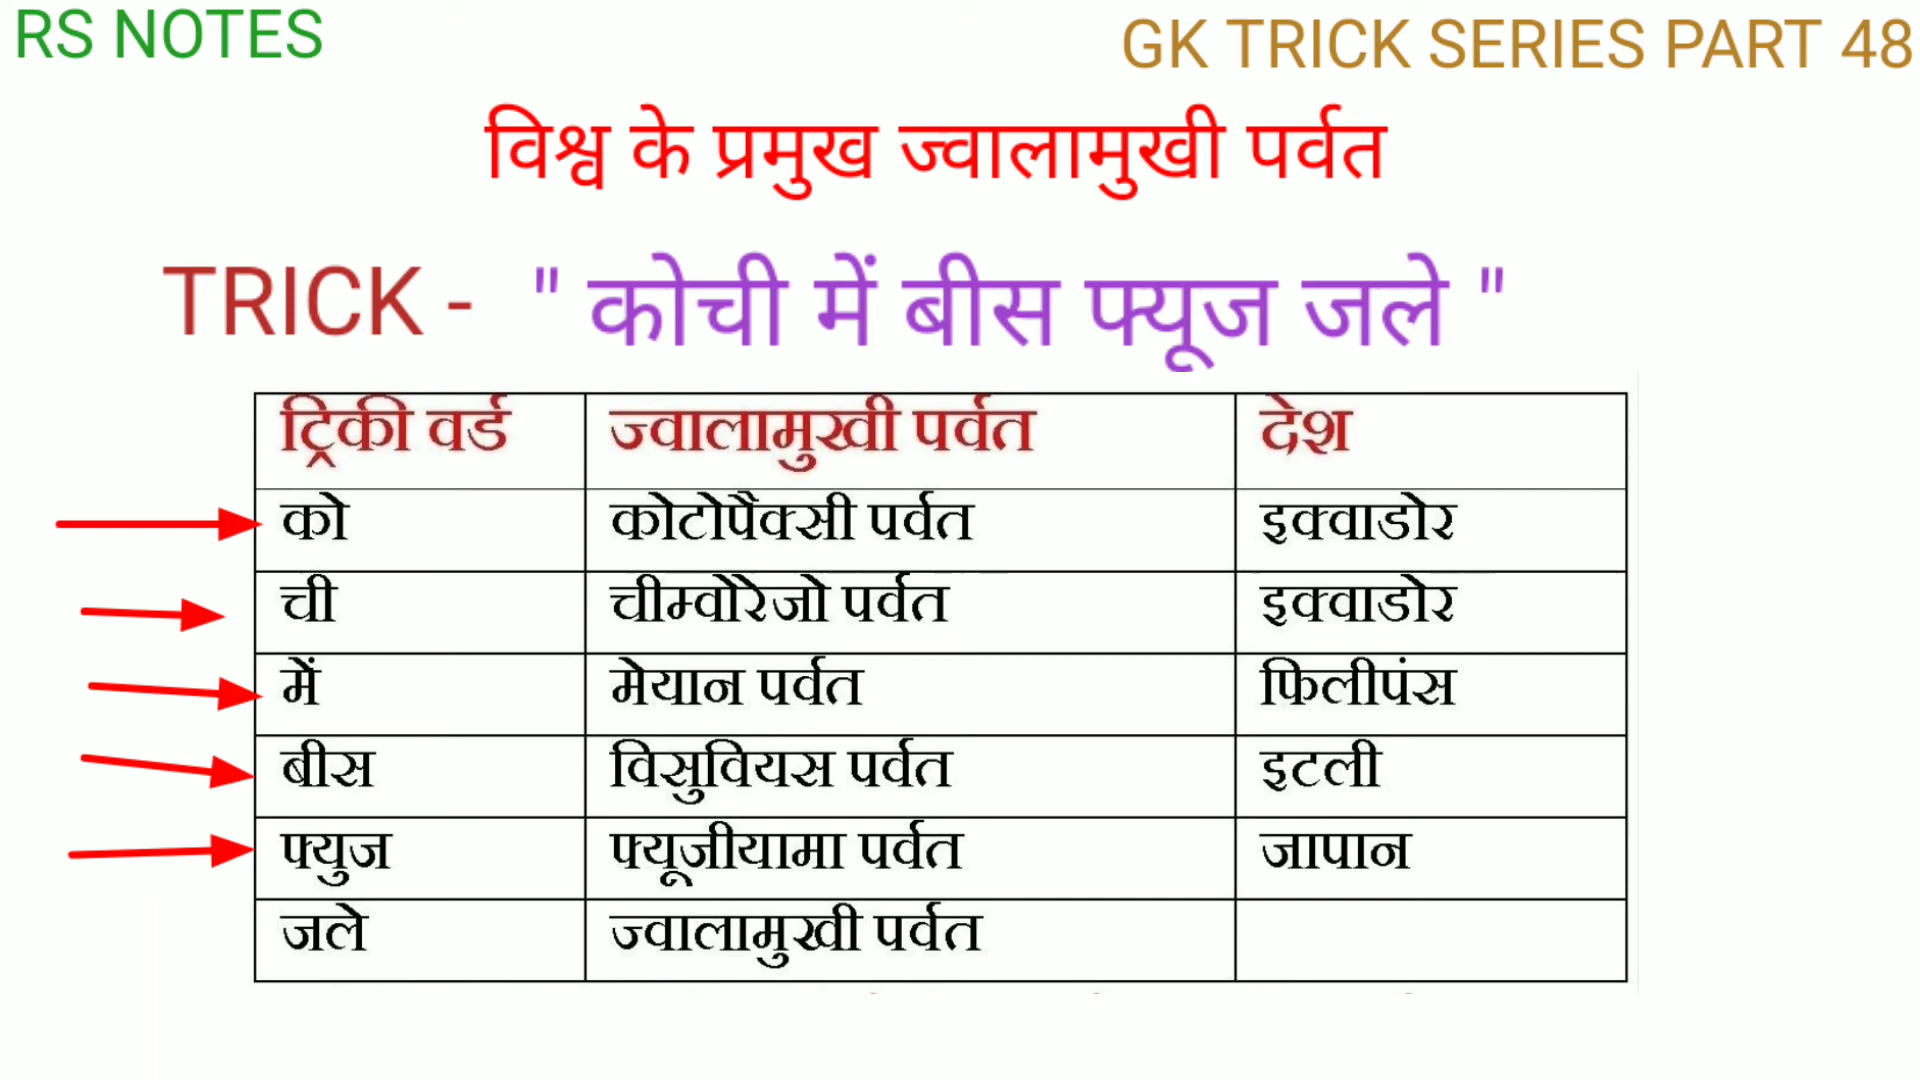 RS NOTES
GK TRICK SERIES PART 48
विश्व के प्रमुख ज्वालामुखी पर्वत
TRICK - " कोची में बीस फ्यूज जले "
ट्रिकी वर्ड ज्वालामुखी पर्वत देश
को कोटोपैक्सी पर्वत इक्वाडोर
ची चीम्वोरेजो पर्वत इक्वाडोर
में मेयान पर्वत फिलीपंस
बीस विसुवियस पर्वत इटली
फ्युज फ्यूजीयामा पर्वत जापान
जले ज्वालामुखी पर्वत